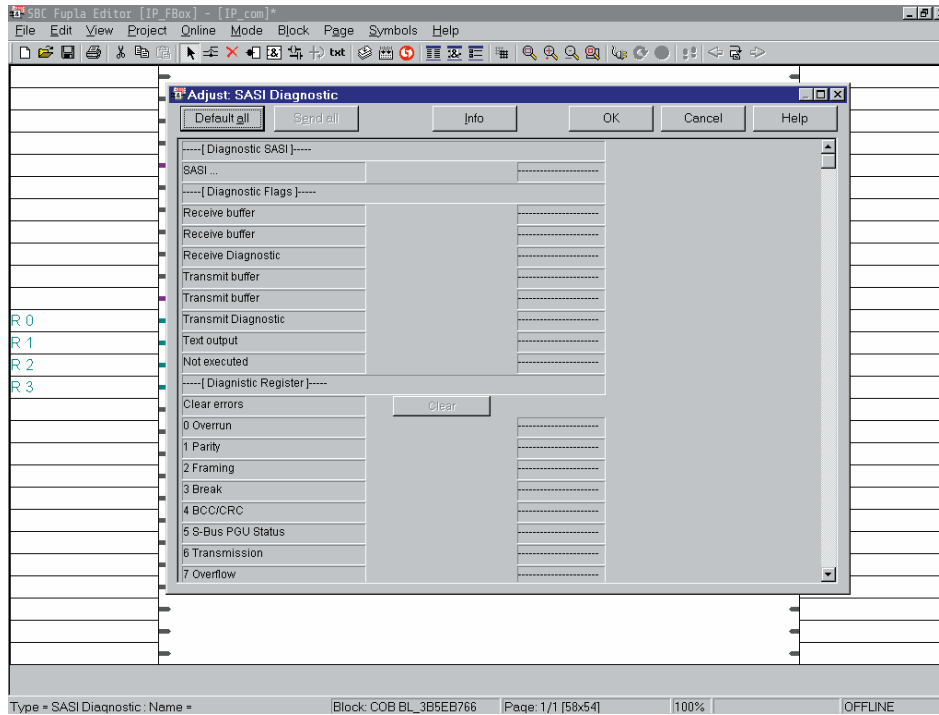 SBC Fupla Editor [IP_FBox] - [IP_com]*
File Edit View Project Online Mode Block Page Symbols Help
txt
Adjust: SASI Diagnostic
Default all Send all Info OK Cancel Help
-----[ Diagnostic SASI ]-----
SASI ... --------------------
-----[ Diagnostic Flags ]-----
Receive buffer --------------------
Receive buffer --------------------
Receive Diagnostic --------------------
Transmit buffer --------------------
Transmit buffer --------------------
R 0
Transmit Diagnostic --------------------
R 1
Text output --------------------
R 2
Not executed --------------------
R 3
-----[ Diagnistic Register ]-----
Clear errors Clear
0 Overrun --------------------
1 Parity --------------------
2 Framing --------------------
3 Break --------------------
4 BCC/CRC --------------------
5 S-Bus PGU Status --------------------
6 Transmission --------------------
7 Overflow --------------------
Type = SASI Diagnostic : Name = Block: COB BL_3B5EB766 Page: 1/1 [58x54] 100% OFFLINE